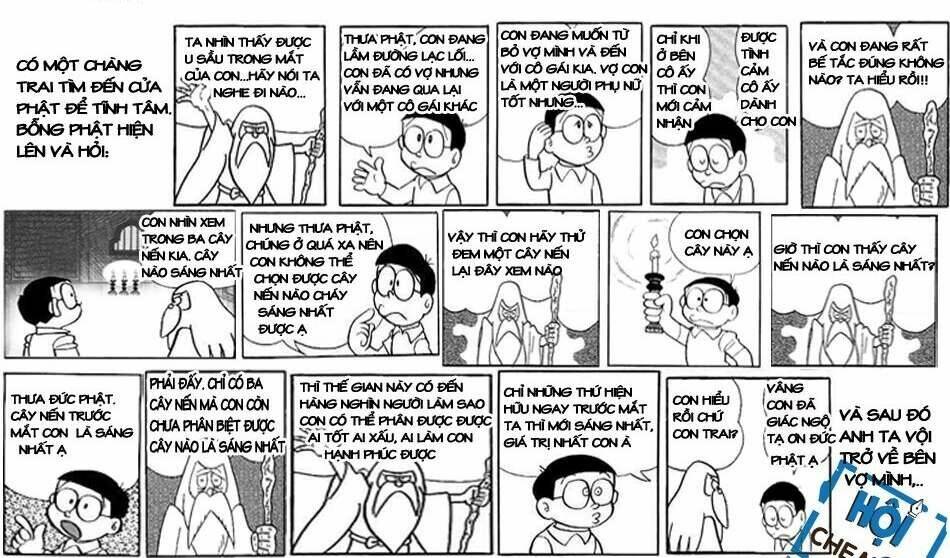 CÓ MỘT CHÀNG
TRAI TÌM ĐẾN CỬA
PHẬT ĐỂ TĨNH TÂM.
BỖNG PHẬT HIỆN
LÊN VÀ HỎI:
TA NHÌN THẤY ĐƯỢC
U SẦU TRONG MẮT
CỦA CON...HÃY NÓI TA
NGHE ĐI NÀO...
THƯA PHẬT, CON ĐANG
LẦM ĐƯỜNG LẠC LỐI...
CON ĐÃ CÓ VỢ NHƯNG
VẪN ĐANG QUA LẠI
VỚI MỘT CÔ GÁI KHÁC
CON ĐANG MUỐN TỪ
BỎ VỢ MÌNH VÀ ĐẾN
VỚI CÔ GÁI KIA. VỢ CON
LÀ MỘT NGƯỜI PHỤ NỮ
TỐT NHƯNG...
CHỈ KHI
Ở BÊN
CÔ ẤY
THÌ CON
MỚI CẢM
NHẬN
ĐƯỢC
TÌNH
CẢM
CÔ ẤY
DÀNH
CHO CON
VÀ CON ĐANG RẤT
BẾ TẮC ĐÚNG KHÔNG
NÀO? TA HIỂU RỒI!!!
CON NHÌN XEM
TRONG BA CÂY
NẾN KIA. CÂY
NÀO SÁNG NHẤT
NHƯNG THƯA PHẬT,
CHÚNG Ở QUÁ XA NÊN
CON KHÔNG THỂ
CHỌN ĐƯỢC CÂY
NẾN NÀO CHÁY
SÁNG NHẤT
ĐƯỢC Ạ
VẬY THÌ CON HÃY THỬ
ĐEM MỘT CÂY NẾN
LẠI ĐÂY XEM NÀO
CON CHỌN
CÂY NÀY Ạ
GIỜ THÌ CON THẤY CÂY
NẾN NÀO LÀ SÁNG NHẤT?
THƯA ĐỨC PHẬT.
CÂY NẾN TRƯỚC
MẮT CON LÀ SÁNG
NHẤT Ạ
PHẢI ĐẤY. CHỈ CÓ BA
CÂY NẾN MÀ CON CÒN
CHƯA PHÂN BIỆT ĐƯỢC
CÂY NÀO LÀ SÁNG NHẤT
THÌ THẾ GIAN NÀY CÓ ĐẾN
HÀNG NGHÌN NGƯỜI LÀM SAO
CON CÓ THỂ PHÂN ĐƯỢC ĐƯỢC
AI TỐT AI XẤU, AI LÀM CON
HẠNH PHÚC ĐƯỢC
CHỈ NHỮNG THỨ HIỆN
HỮU NGAY TRƯỚC MẮT
TA THÌ MỚI SÁNG NHẤT,
GIÁ TRỊ NHẤT CON À
CON HIỂU
RỒI CHỨ
CON TRAI?
VÂNG
CON ĐÃ
GIÁC NGỘ
TẠ ƠN ĐỨC
PHẬT Ạ
VÀ SAU ĐÓ
ANH TA VỘI
TRỞ VỀ BÊN
VỢ MÌNH,..
HỘI